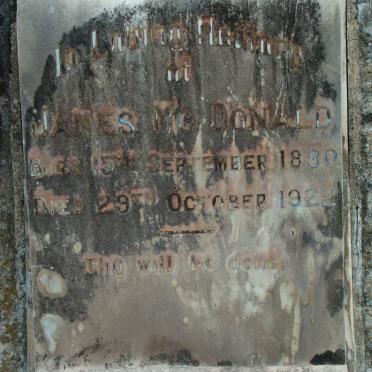 In Loving Memory
of
JAMES Mc DONALD
BORN 15TH SEPTEMBER 1880
DIED 29TH OCTOBER 1922
Thy will be done.